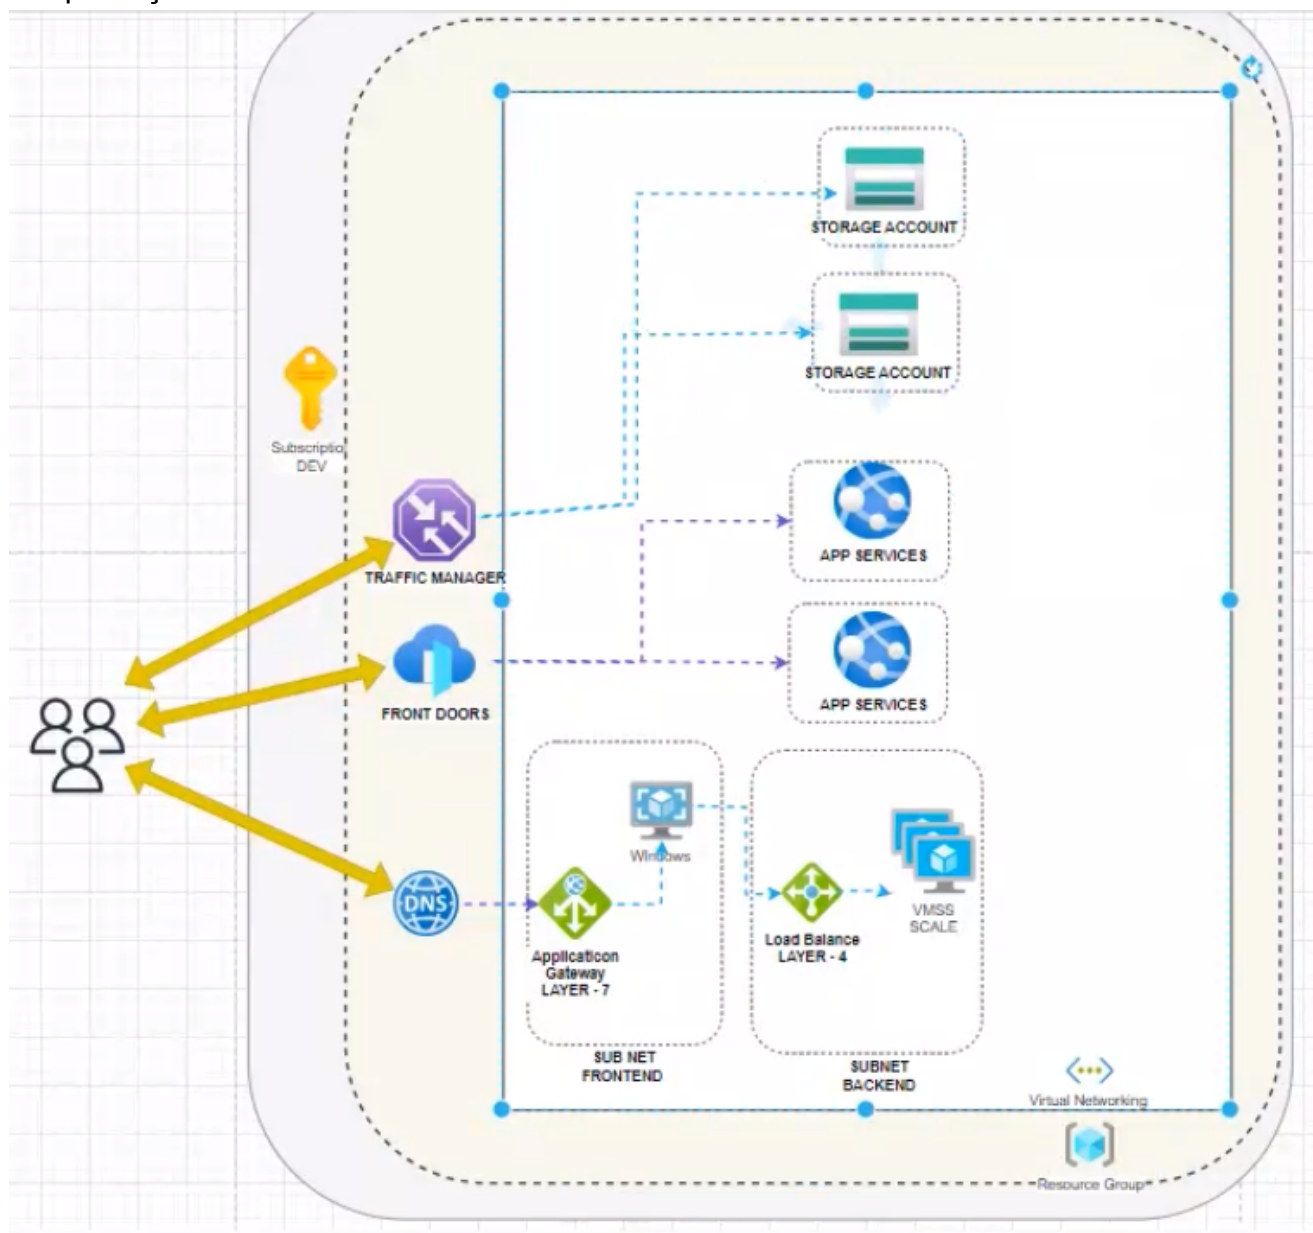 STORAGE ACCOUNT
STORAGE ACCOUNT
Subscriptio
DEV
APP SERVICES
TRAFFIC MANAGER
APP SERVICES
FRONT DOORS
Windows
DNS
VMSS
SCALE
Load Balance
LAYER - 4
Applicaticon
Gateway
LAYER - 7
SUB NET
FRONTEND
SUBNET
BACKEND
Virtual Networking
Resource Group